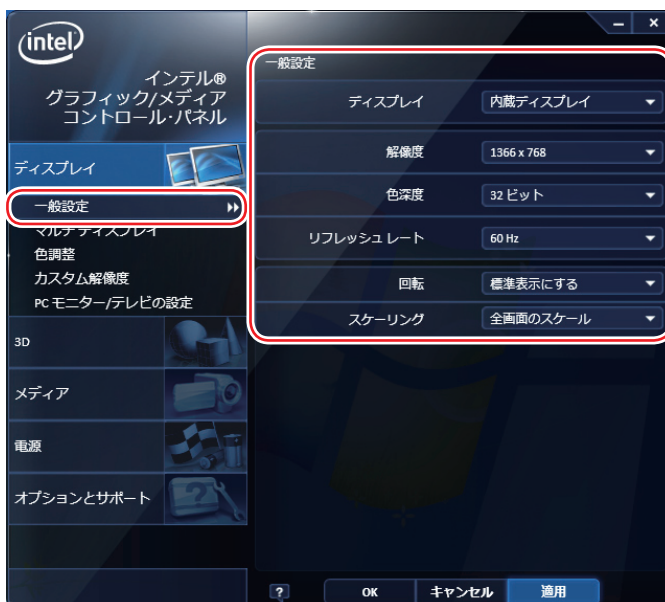 intel
インテル®
グラフィック/メディア
コントロール・パネル
ディスプレイ
一般設定
マルチディスプレイ
色調整
カスタム解像度
PC モニター/テレビの設定
3D
メディア
電源
オプションとサポート
一般設定
ディスプレイ 内蔵ディスプレイ
解像度 1366 x 768
色深度 32 ビット
リフレッシュ レート 60 Hz
回転 標準表示にする
スケーリング 全画面のスケール
? OK キャンセル 適用